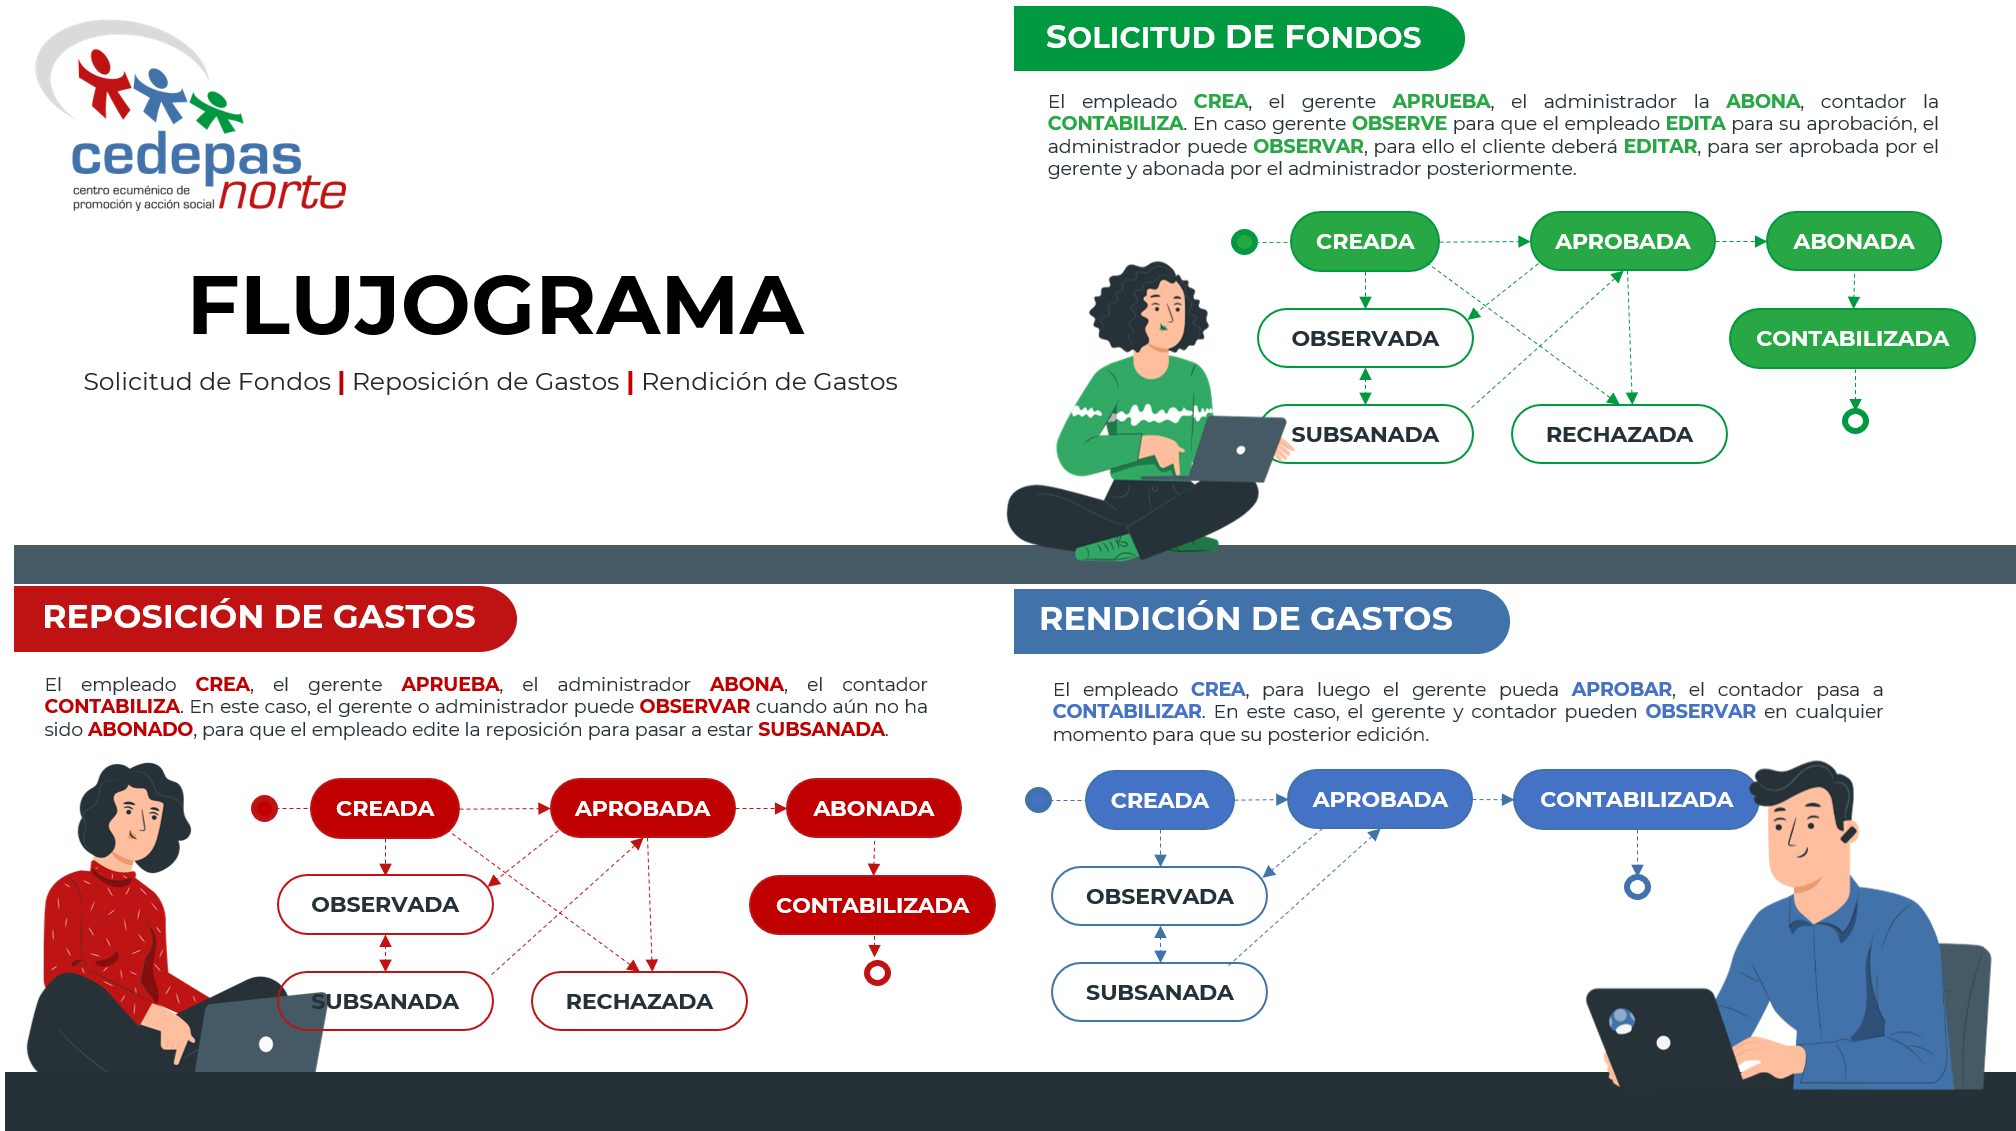 cedepas
norte
centro ecuménico de
promoción y acción social
FLUJOGRAMA
Solicitud de Fondos | Reposición de Gastos | Rendición de Gastos
SOLICITUD DE FONDOS
El empleado CREA, el gerente APRUEBA, el administrador la ABONA, contador la
CONTABILIZA. En caso gerente OBSERVE para que el empleado EDITA para su aprobación, el
administrador puede OBSERVAR, para ello el cliente deberá EDITAR, para ser aprobada por el
gerente y abonada por el administrador posteriormente.
CREADA
APROBADA
ABONADA
OBSERVADA
CONTABILIZADA
SUBSANADA
RECHAZADA
REPOSICIÓN DE GASTOS
El empleado CREA, el gerente APRUEBA, el administrador ABONA, el contador
CONTABILIZA. En este caso, el gerente o administrador puede OBSERVAR cuando aún no ha
sido ABONADO, para que el empleado edite la reposición para pasar a estar SUBSANADA.
CREADA
APROBADA
ABONADA
OBSERVADA
CONTABILIZADA
SUBSANADA
RECHAZADA
RENDICIÓN DE GASTOS
El empleado CREA, para luego el gerente pueda APROBAR, el contador pasa a
CONTABILIZAR. En este caso, el gerente y contador pueden OBSERVAR en cualquier
momento para que su posterior edición.
CREADA
APROBADA
CONTABILIZADA
OBSERVADA
SUBSANADA